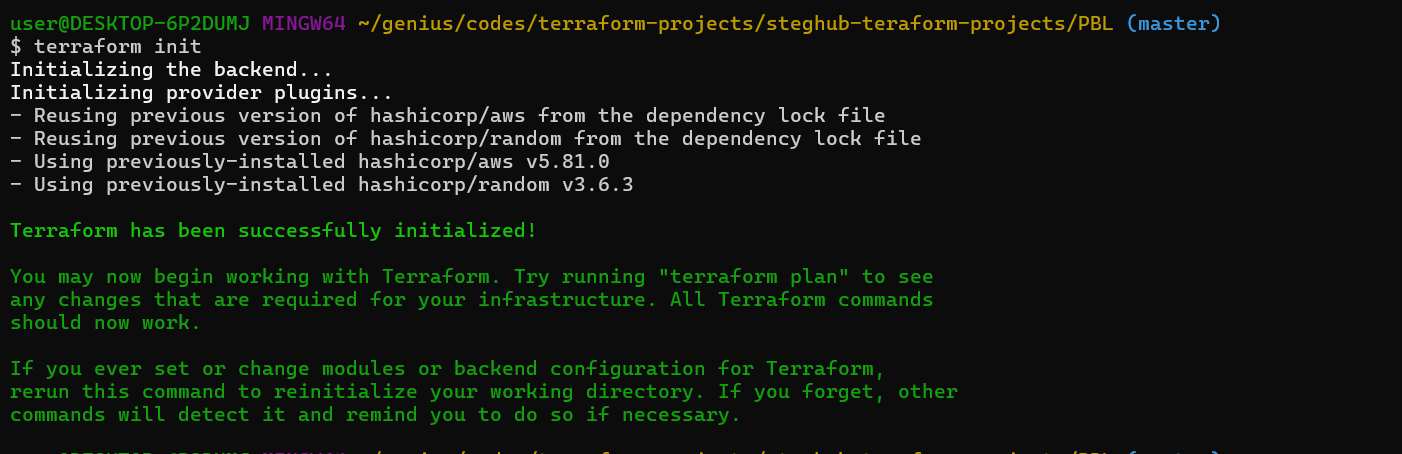 user@DESKTOP-6P2DUMJ MINGW64 ~/genius/codes/terraform-projects/steghub-teraform-projects/PBL (master)
$ terraform init
Initializing the backend...
Initializing provider plugins...
- Reusing previous version of hashicorp/aws from the dependency lock file
- Reusing previous version of hashicorp/random from the dependency lock file
- Using previously-installed hashicorp/aws v5.81.0
- Using previously-installed hashicorp/random v3.6.3
Terraform has been successfully initialized!
You may now begin working with Terraform. Try running "terraform plan" to see
any changes that are required for your infrastructure. All Terraform commands
should now work.
If you ever set or change modules or backend configuration for Terraform,
rerun this command to reinitialize your working directory. If you forget, other
commands will detect it and remind you to do so if necessary.